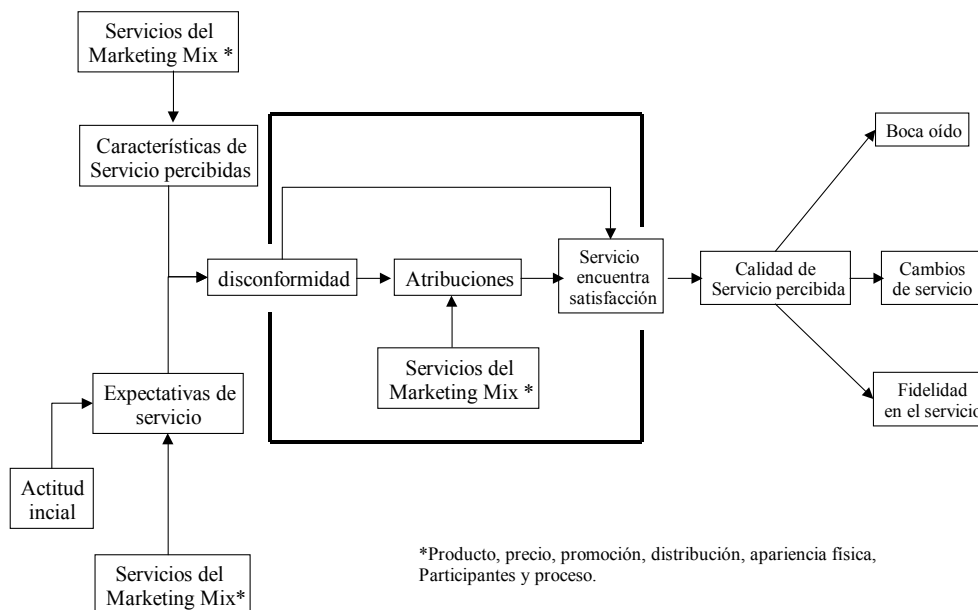 Servicios del
Marketing Mix *
Características de
Servicio percibidas
Boca oído
disconformidad
Atribuciones
Servicio
encuentra
satisfacción
Calidad de
Servicio percibida
Cambios
de servicio
Servicios del
Marketing Mix *
Expectativas de
servicio
Fidelidad
en el servicio
Actitud
incial
Servicios del
Marketing Mix*
*Producto, precio, promoción, distribución, apariencia física,
Participantes y proceso.